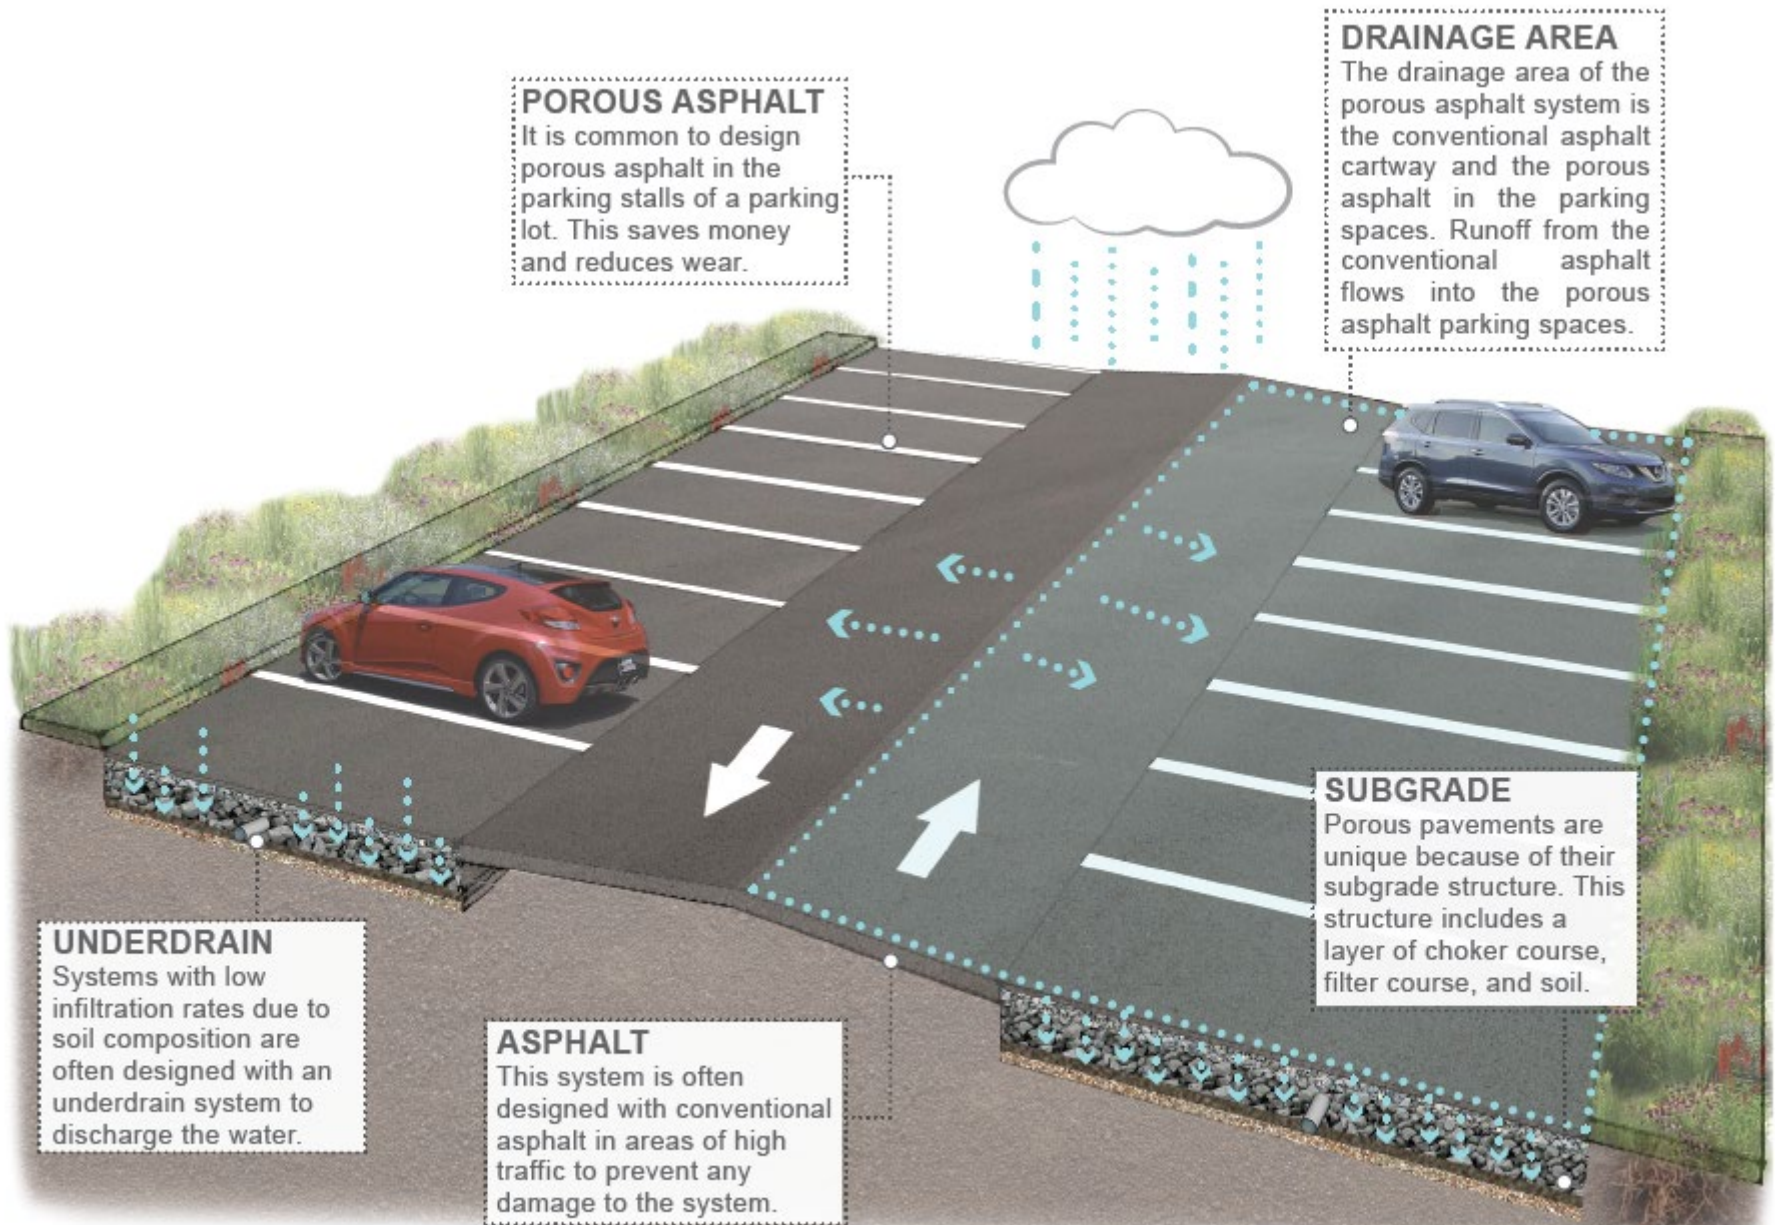 DRAINAGE AREA
The drainage area of the
porous asphalt system is
the conventional asphalt
cartway and the porous
asphalt in the parking
spaces. Runoff from the
conventional asphalt
flows into the porous
asphalt parking spaces.
POROUS ASPHALT
It is common to design
porous asphalt in the
parking stalls of a parking
lot. This saves money
and reduces wear.
SUBGRADE
Porous pavements are
unique because of their
subgrade structure. This
structure includes a
layer of choker course,
filter course, and soil.
UNDERDRAIN
Systems with low
infiltration rates due to
soil composition are
often designed with an
underdrain system to
discharge the water.
ASPHALT
This system is often
designed with conventional
asphalt in areas of high
traffic to prevent any
damage to the system.